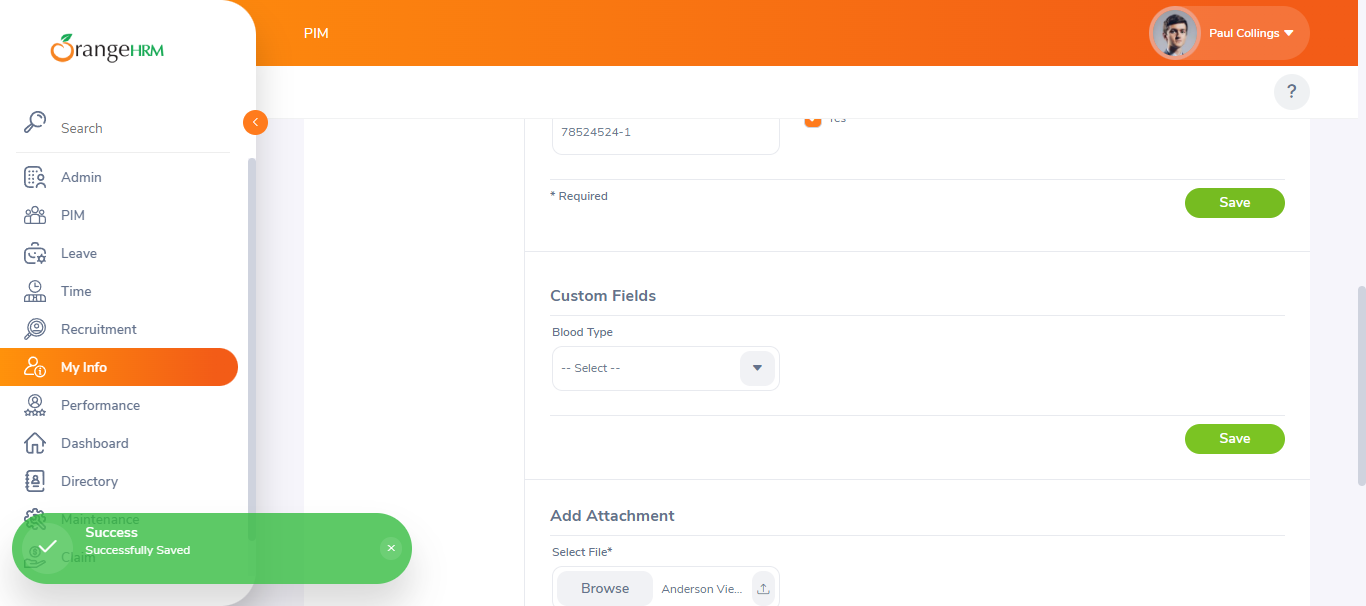 OrangeHRM
PIM
Paul Collings
?
Search
Admin
PIM
Leave
Time
Recruitment
My Info
Performance
Dashboard
Directory
Maintenance
Claim
Success
Successfully Saved
78524524-1
Yes
* Required
Save
Custom Fields
Blood Type
-- Select --
Save
Add Attachment
Select File*
Browse
Anderson Vie...